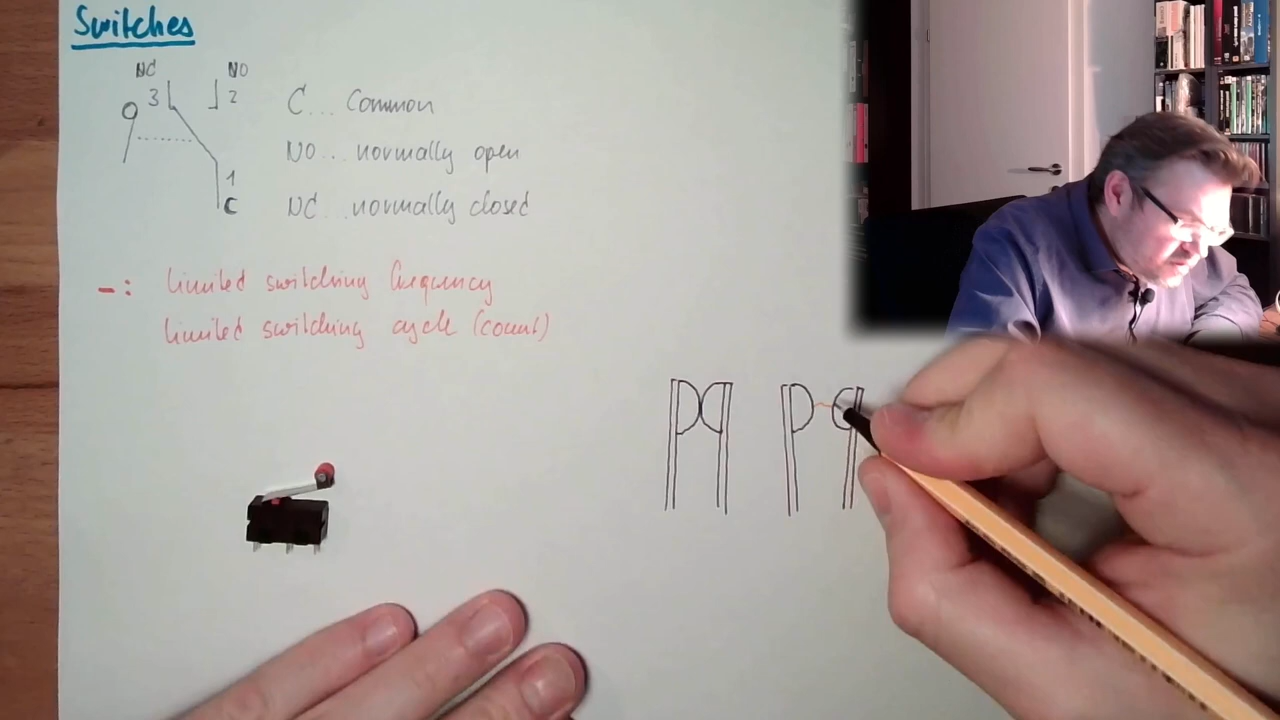 Switches
NC NO
3 2
1
C
C... Common
NO... normally open
NC... normally closed
-: limited switching frequency
limited switching cycle (count)